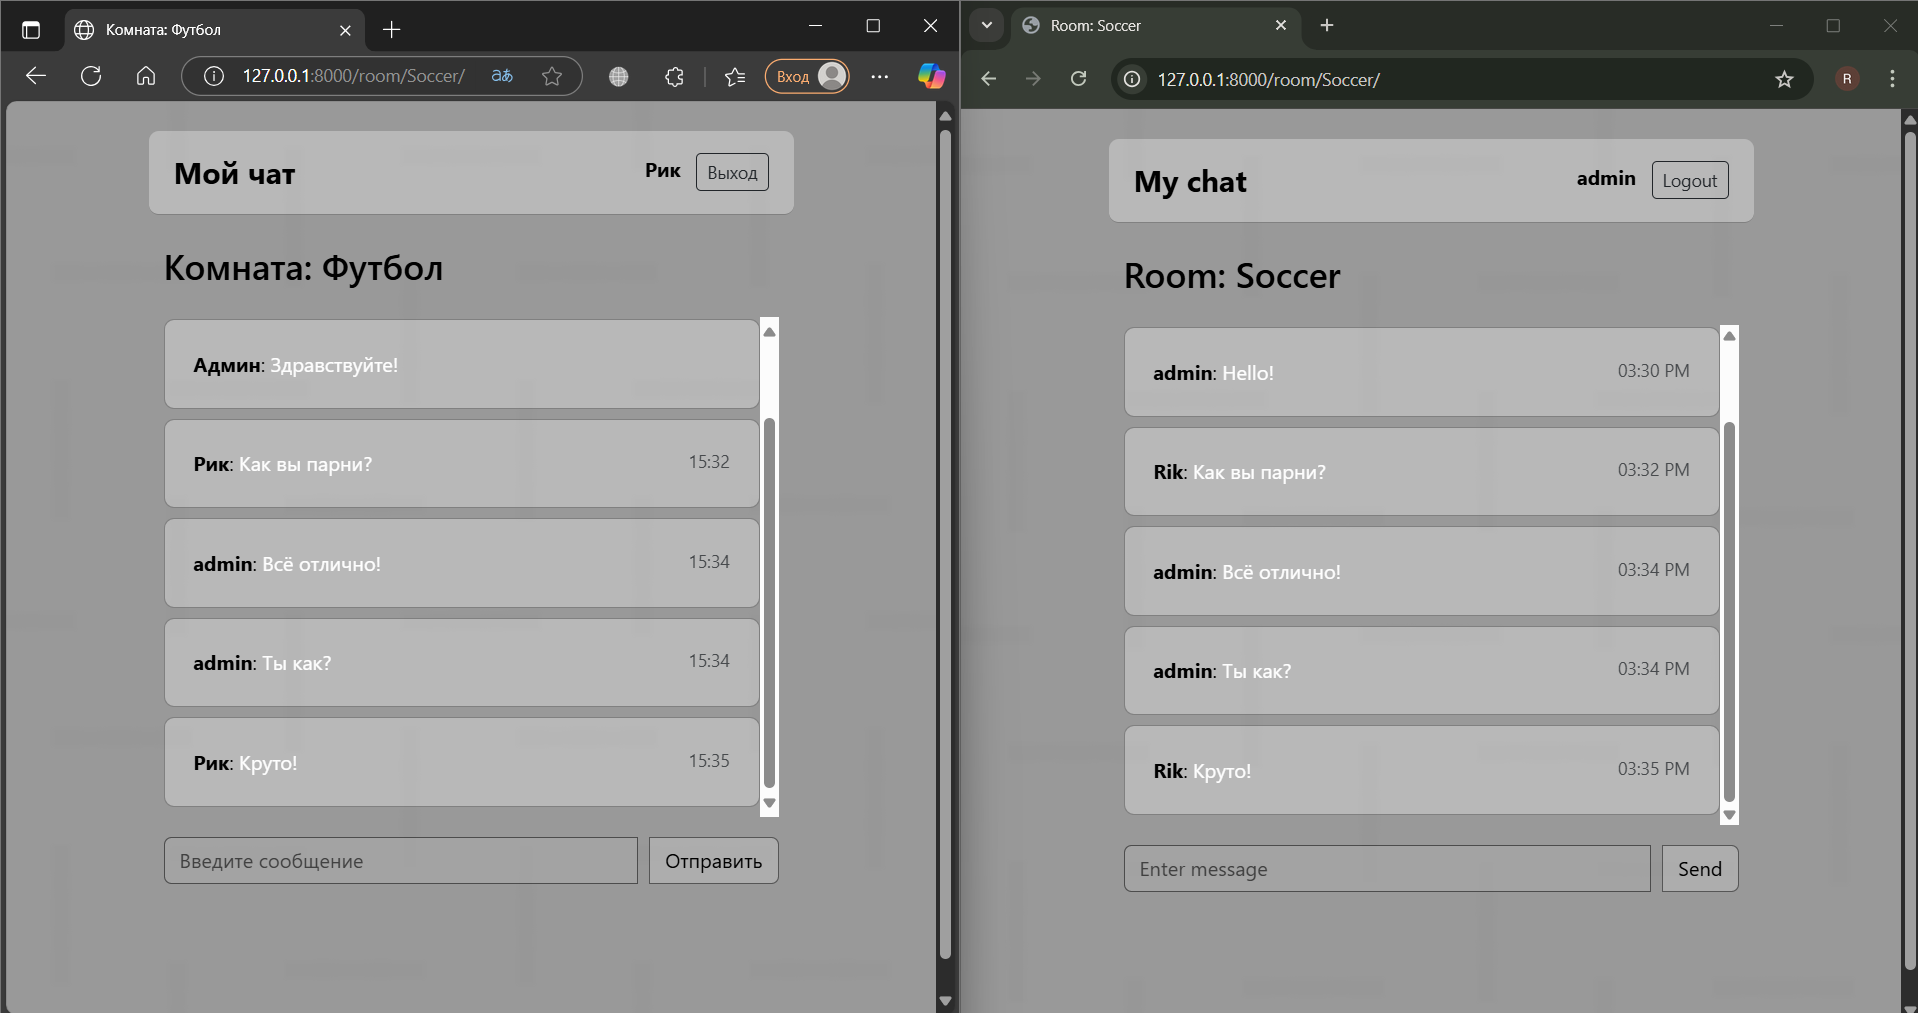 Комната: Футбол
127.0.0.1:8000/room/Soccer/
aあ
Вход
Мой чат
Рик
Выход
Комната: Футбол
Админ: Здравствуйте!
Рик: Как вы парни?
15:32
admin: Всё отлично!
15:34
admin: Ты как?
15:34
Рик: Круто!
15:35
Введите сообщение
Отправить
Room: Soccer
127.0.0.1:8000/room/Soccer/
R
My chat
admin
Logout
Room: Soccer
admin: Hello!
03:30 PM
Rik: Как вы парни?
03:32 PM
admin: Всё отлично!
03:34 PM
admin: Ты как?
03:34 PM
Rik: Круто!
03:35 PM
Enter message
Send